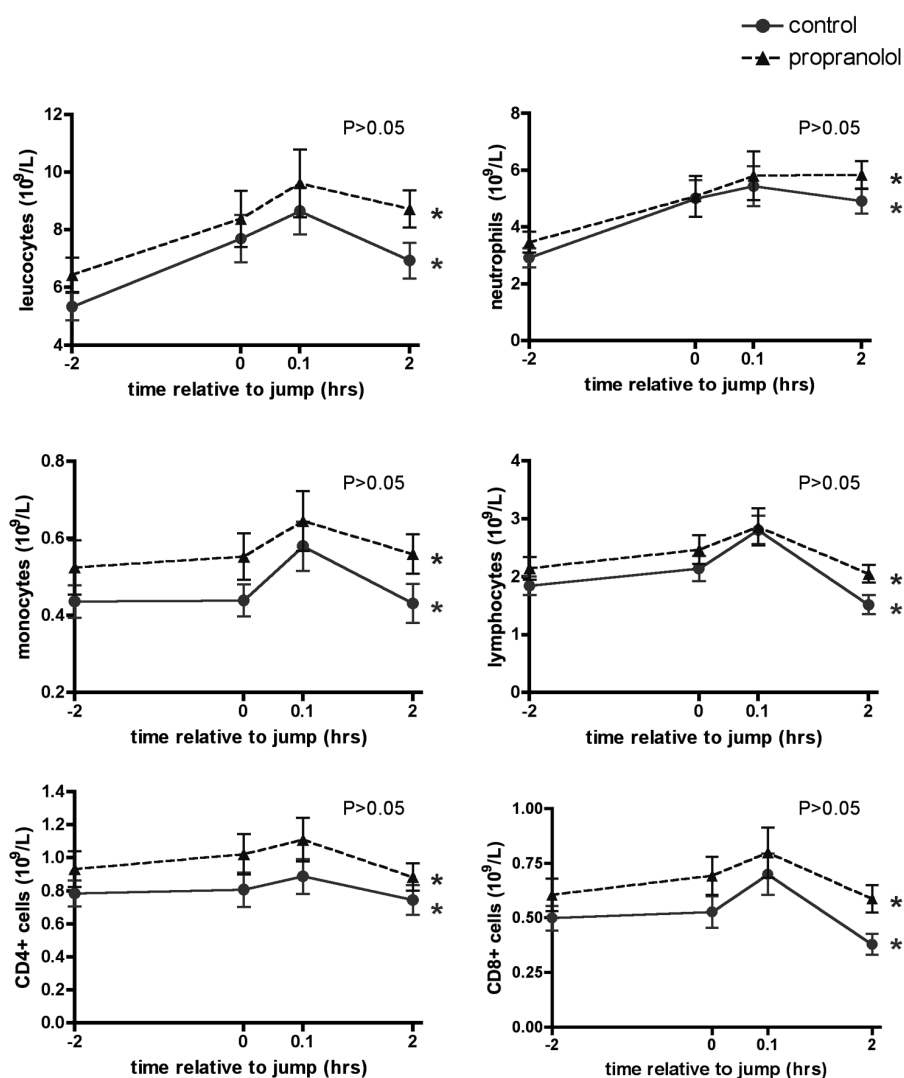 control
propranolol
P>0.05
12
10
8
6
4
leucocytes (10⁹/L)
-2 0 0.1 2
time relative to jump (hrs)
*
*
P>0.05
8
6
4
2
0
neutrophils (10⁹/L)
-2 0 0.1 2
time relative to jump (hrs)
*
*
P>0.05
0.8
0.6
0.4
0.2
monocytes (10⁹/L)
-2 0 0.1 2
time relative to jump (hrs)
*
*
P>0.05
4
3
2
1
0
lymphocytes (10⁹/L)
-2 0 0.1 2
time relative to jump (hrs)
*
*
P>0.05
1.4
1.2
1.0
0.8
0.6
0.4
0.2
0.0
CD4+ cells (10⁹/L)
-2 0 0.1 2
time relative to jump (hrs)
*
*
P>0.05
1.00
0.75
0.50
0.25
0.00
CD8+ cells (10⁹/L)
-2 0 0.1 2
time relative to jump (hrs)
*
*